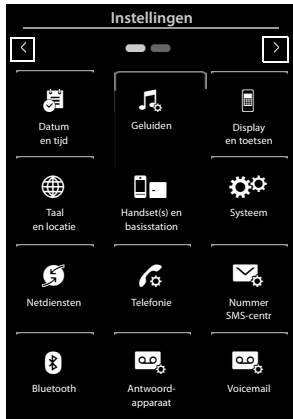 Instellingen
Datum
en tijd
Geluiden
Display
en toetsen
Taal
en locatie
Handset(s) en
basisstation
Systeem
Netdiensten
Telefonie
Nummer
SMS-centr
Bluetooth
Antwoord-
apparaat
Voicemail